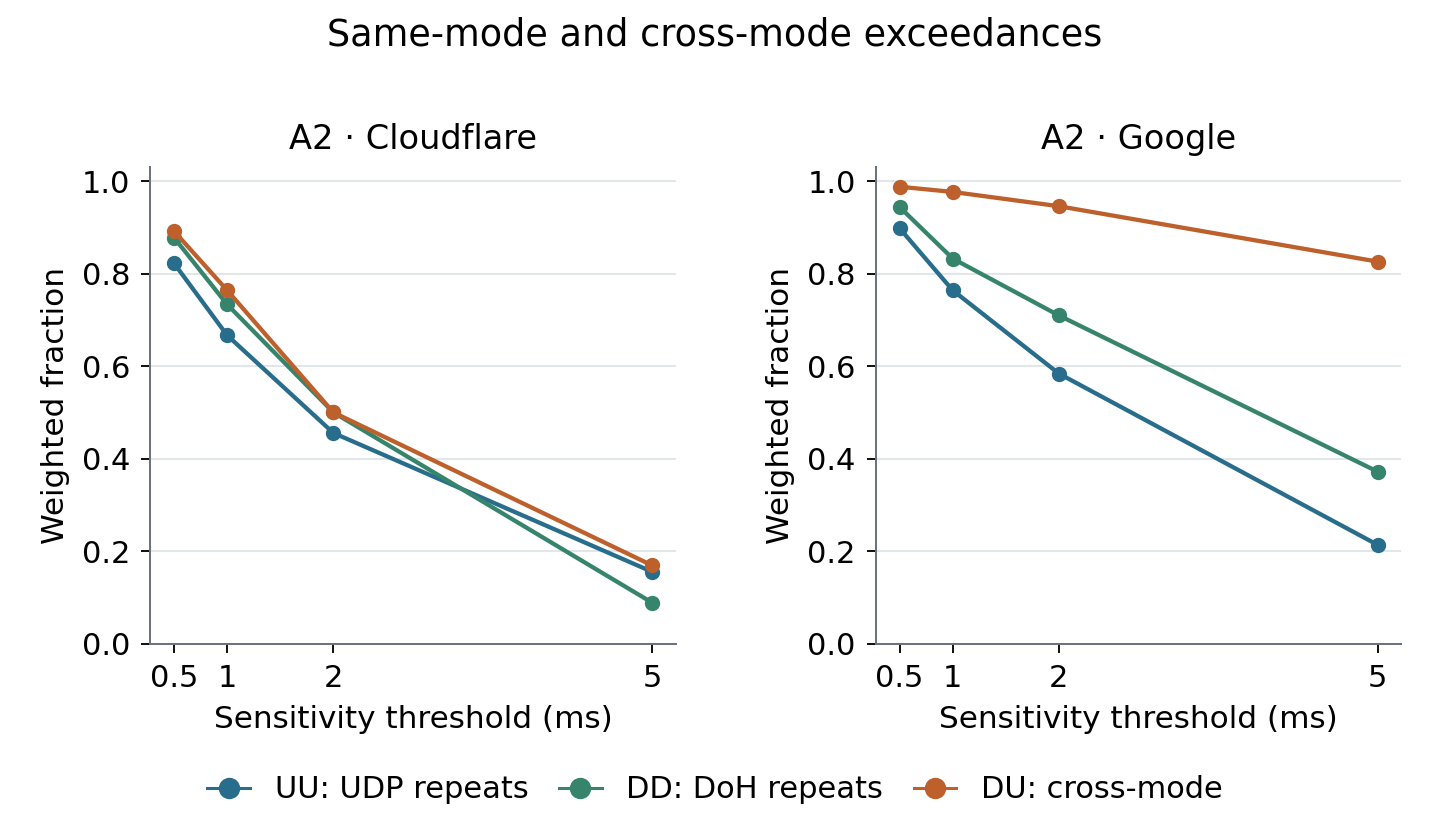 Same-mode and cross-mode exceedances
A2 · Cloudflare
A2 · Google
Weighted fraction
1.0
0.8
0.6
0.4
0.2
0.0
0.5 1 2 5
Sensitivity threshold (ms)
Weighted fraction
1.0
0.8
0.6
0.4
0.2
0.0
0.5 1 2 5
Sensitivity threshold (ms)
UU: UDP repeats DD: DoH repeats DU: cross-mode